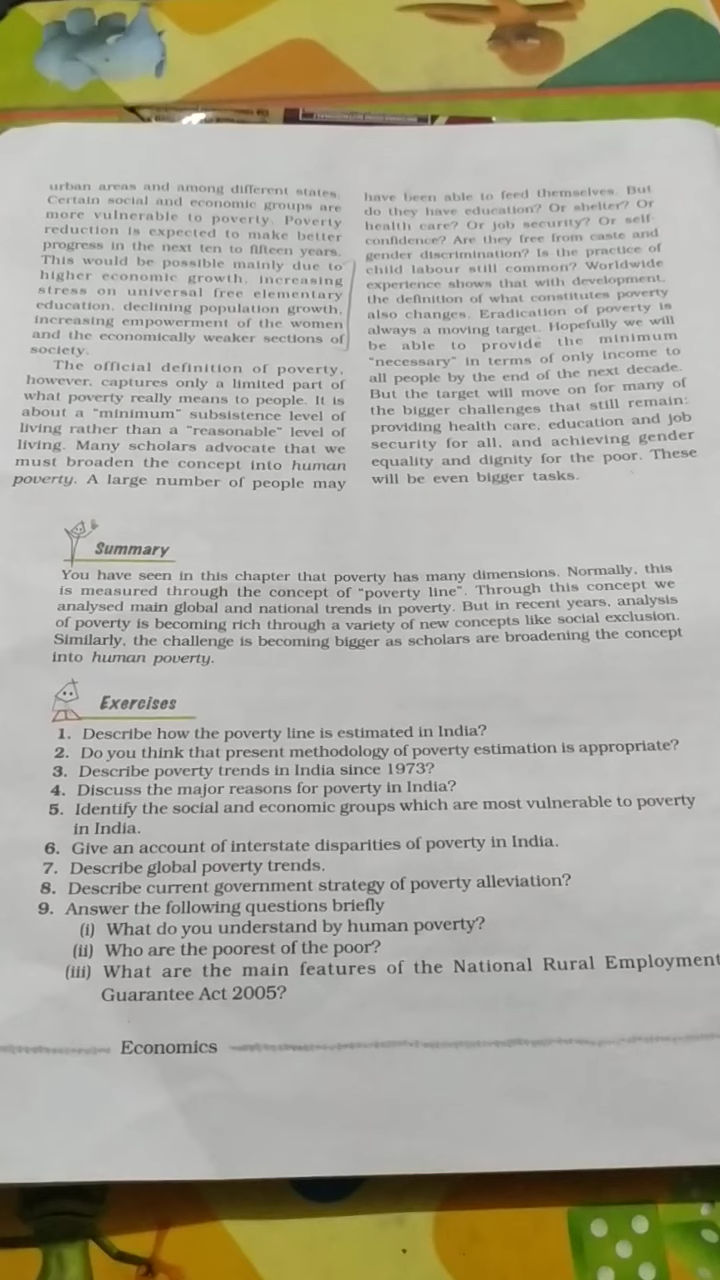 urban areas and among different states.
Certain social and economic groups are
more vulnerable to poverty. Poverty
reduction is expected to make better
progress in the next ten to fifteen years.
This would be possible mainly due to
higher economic growth, increasing
stress on universal free elementary
education, declining population growth,
increasing empowerment of the women
and the economically weaker sections of
society.
The official definition of poverty,
however, captures only a limited part of
what poverty really means to people. It is
about a "minimum" subsistence level of
living rather than a "reasonable" level of
living. Many scholars advocate that we
must broaden the concept into human
poverty. A large number of people may
have been able to feed themselves. But
do they have education? Or shelter? Or
health care? Or job security? Or self
confidence? Are they free from caste and
gender discrimination? Is the practice of
child labour still common? Worldwide
experience shows that with development,
the definition of what constitutes poverty
also changes. Eradication of poverty is
always a moving target. Hopefully we will
be able to provide the minimum
"necessary" in terms of only income to
all people by the end of the next decade.
But the target will move on for many of
the bigger challenges that still remain:
providing health care, education and job
security for all, and achieving gender
equality and dignity for the poor. These
will be even bigger tasks.
Summary
You have seen in this chapter that poverty has many dimensions. Normally, this
is measured through the concept of "poverty line". Through this concept we
analysed main global and national trends in poverty. But in recent years, analysis
of poverty is becoming rich through a variety of new concepts like social exclusion.
Similarly, the challenge is becoming bigger as scholars are broadening the concept
into human poverty.
Exercises
1. Describe how the poverty line is estimated in India?
2. Do you think that present methodology of poverty estimation is appropriate?
3. Describe poverty trends in India since 1973?
4. Discuss the major reasons for poverty in India?
5. Identify the social and economic groups which are most vulnerable to poverty
in India.
6. Give an account of interstate disparities of poverty in India.
7. Describe global poverty trends.
8. Describe current government strategy of poverty alleviation?
9. Answer the following questions briefly
(i) What do you understand by human poverty?
(ii) Who are the poorest of the poor?
(iii) What are the main features of the National Rural Employment
Guarantee Act 2005?
Economics